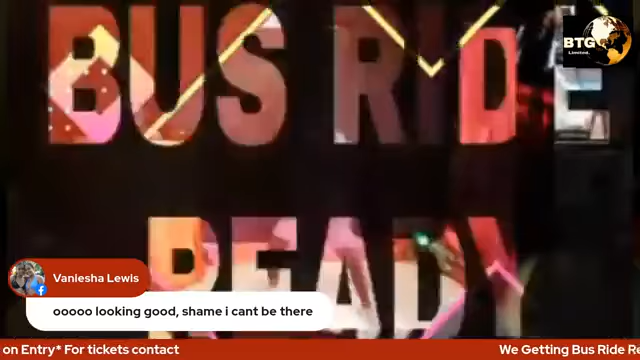 BUS RIDE
BTG
Limited.
READY
Vaniesha Lewis
ooooo looking good, shame i cant be there
on Entry* For tickets contact
We Getting Bus Ride Re